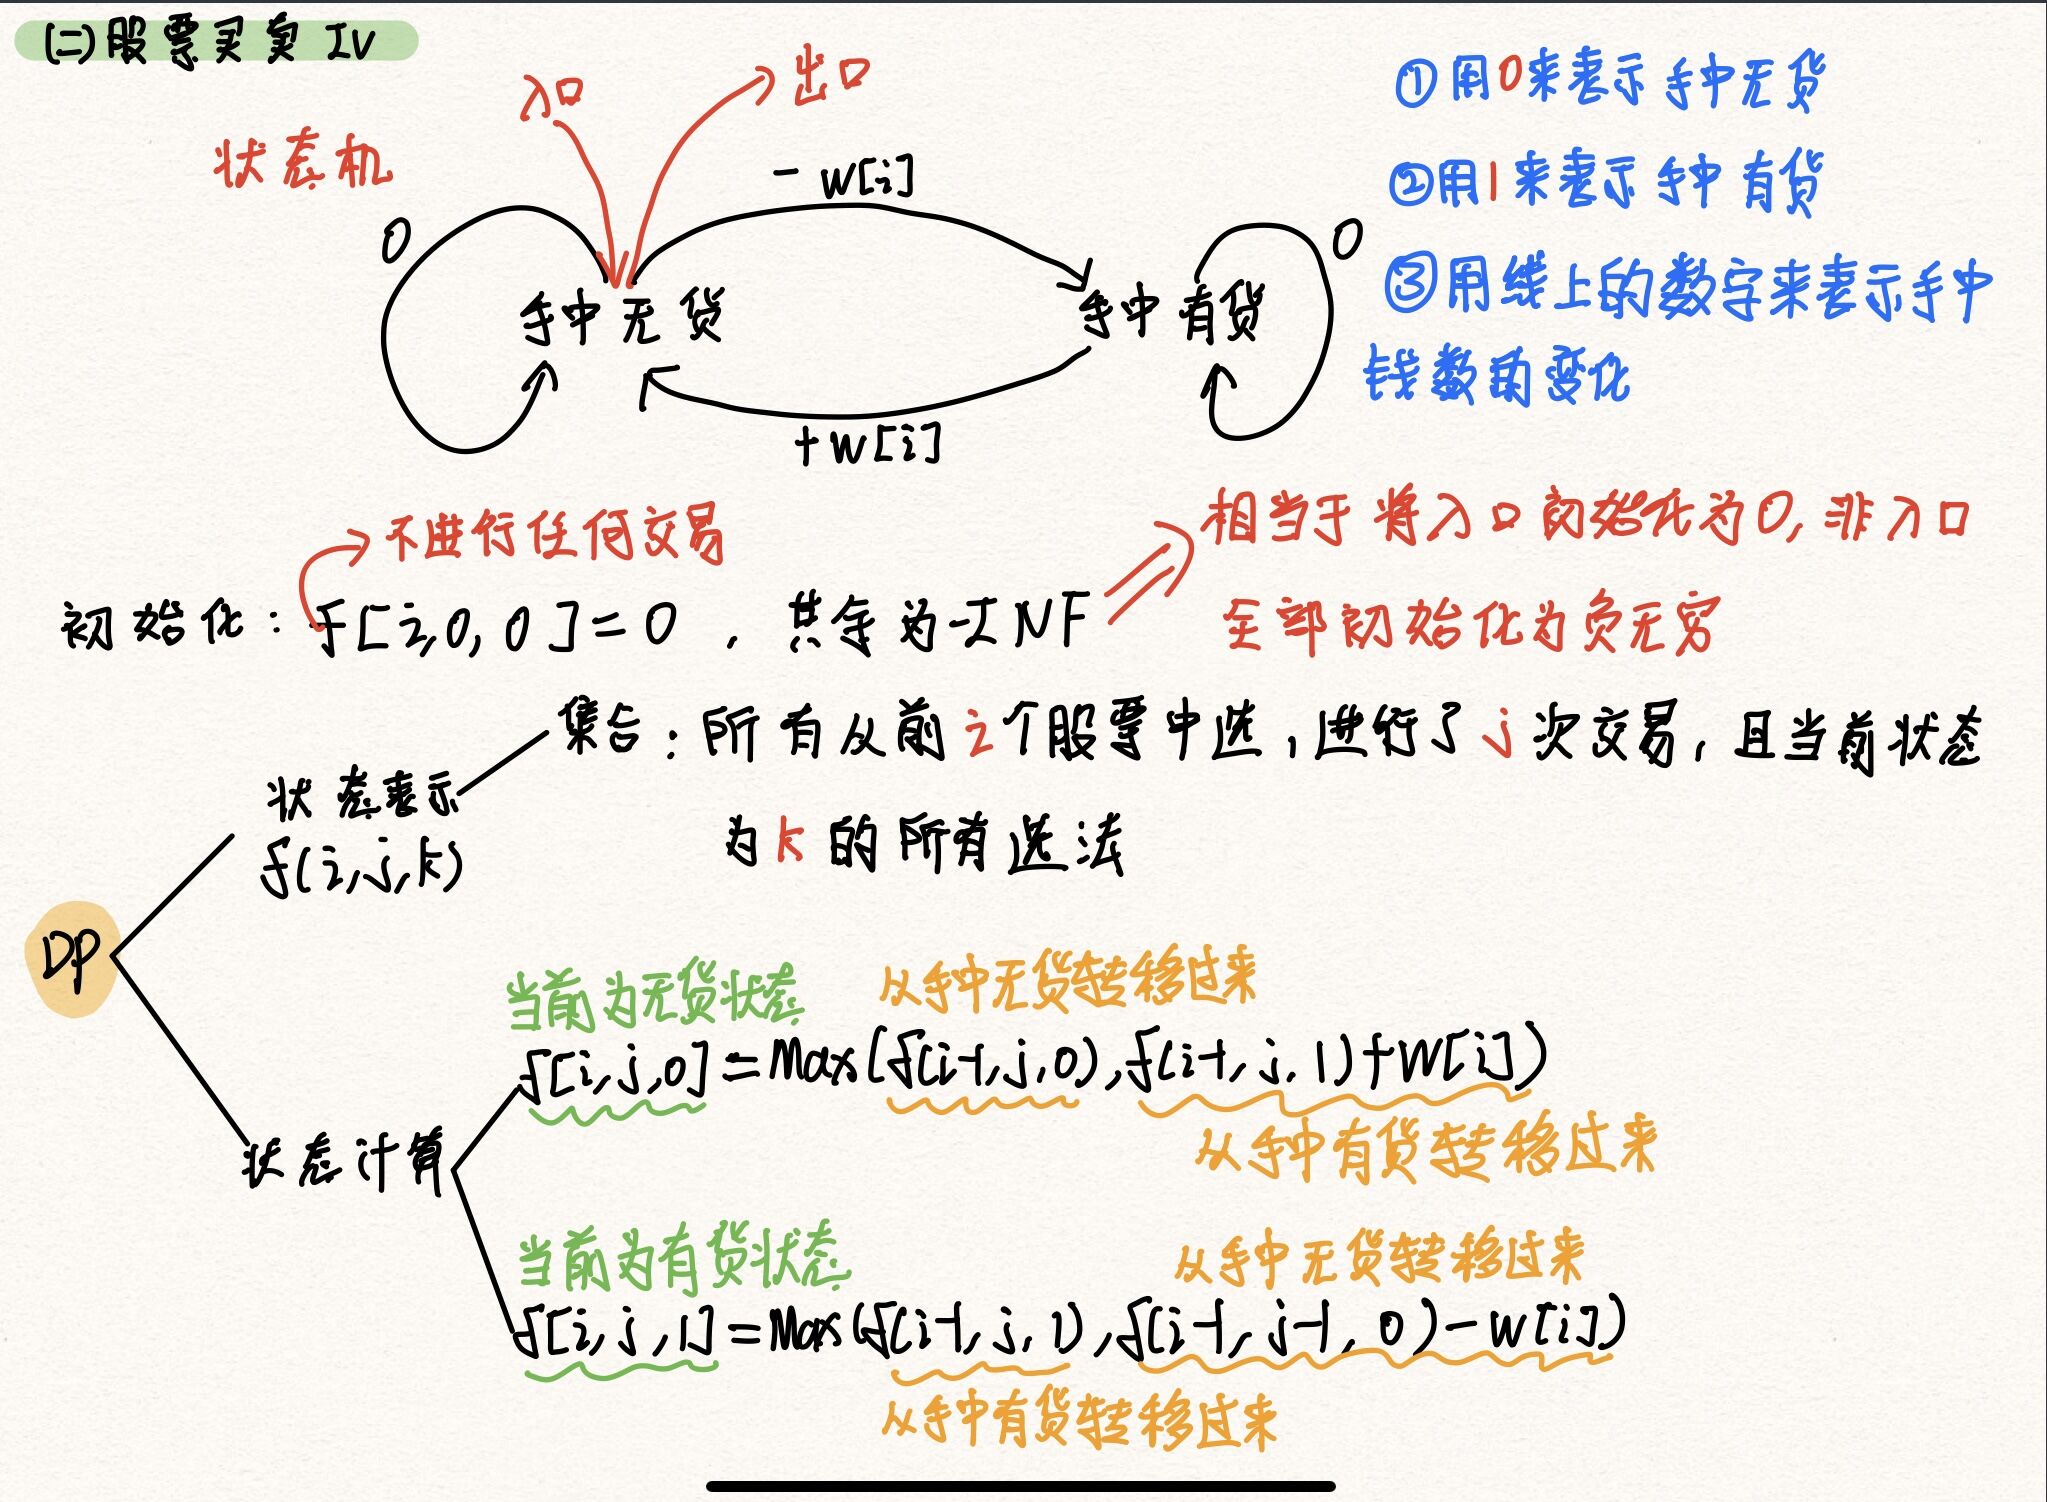 (二)股票买卖 IV
入口
出口
状态机
- w[i]
0
0
手中无货
手中有货
+w[i]
①用0来表示手中无货
②用1来表示手中有货
③用线上的数字来表示手中
钱数的变化
不进行任何交易
相当于将入口初始化为0,非入口
全部初始化为负无穷
初始化: f[i,0,0]=0,其余为-INF
集合:所有从前i个股票中选,进行了j次交易,且当前状态
为k的所有选法
状态表示
f(i,j,k)
DP
当前为无货状态
从手中无货转移过来
f[i,j,0]=Max(f(i-1,j,0),f(i-1,j,1)+W[i])
从手中有货转移过来
状态计算
当前为有货状态
从手中无货转移过来
f[i,j,1]=Max(f(i-1,j,1),f(i-1,j-1,0)-w[i])
从手中有货转移过来